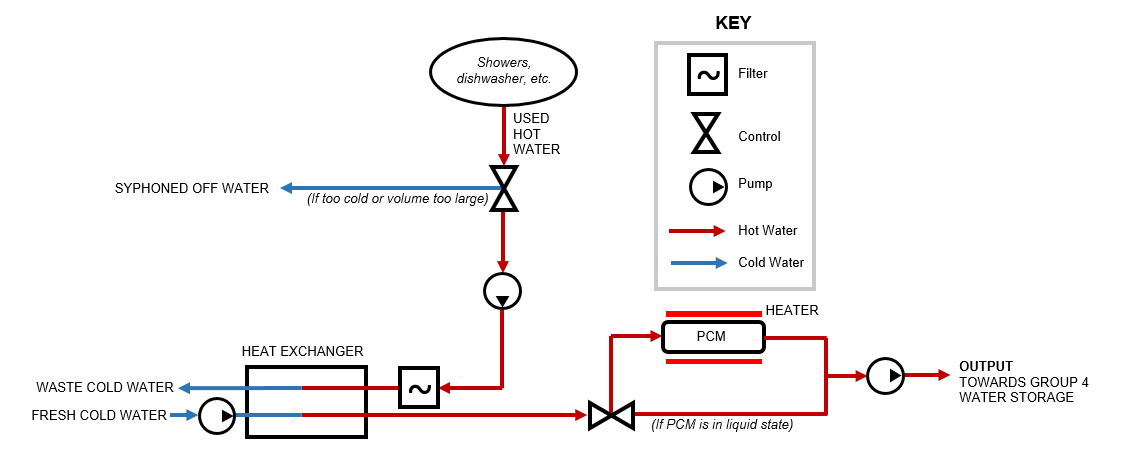 KEY
Showers,
dishwasher, etc.
Filter
USED
HOT
WATER
Control
SYPHONED OFF WATER
(If too cold or volume too large)
Pump
Hot Water
Cold Water
HEATER
PCM
HEAT EXCHANGER
WASTE COLD WATER
FRESH COLD WATER
(If PCM is in liquid state)
OUTPUT
TOWARDS GROUP 4
WATER STORAGE